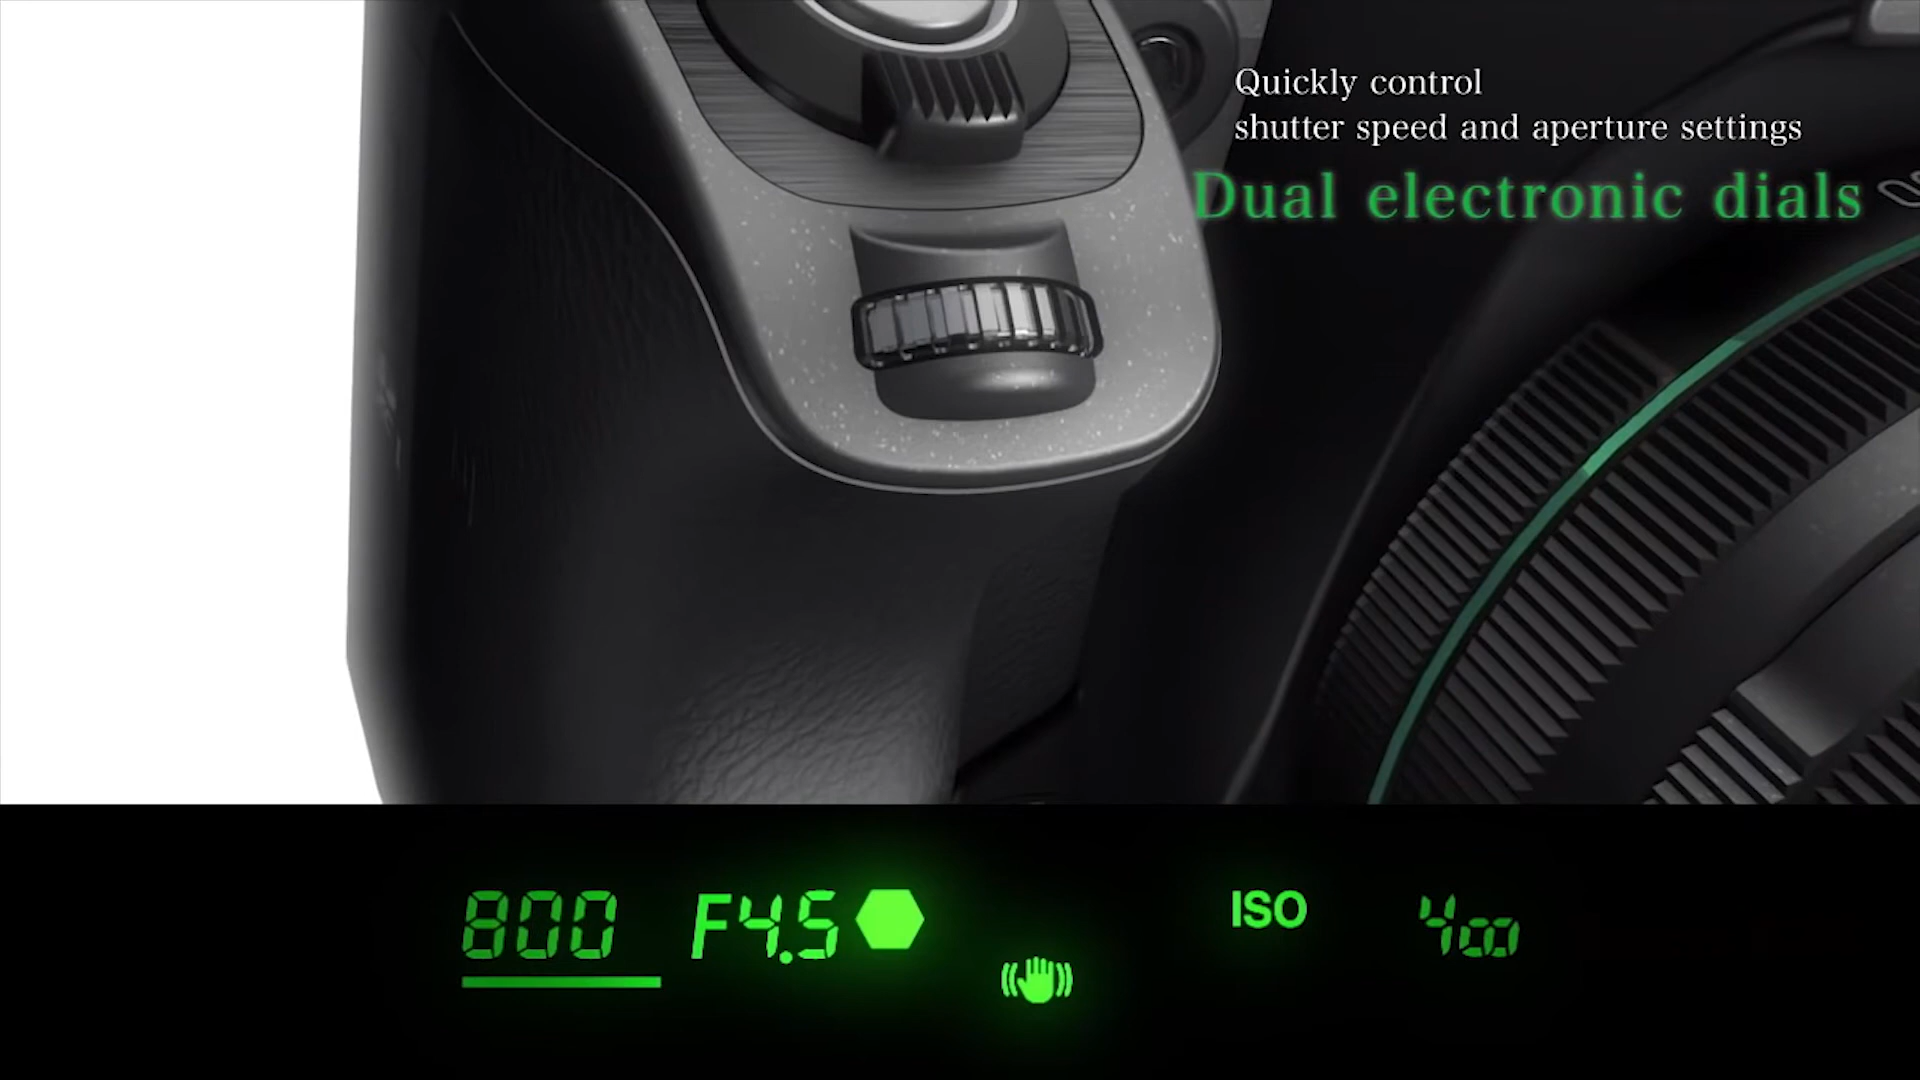 Quickly control
shutter speed and aperture settings
Dual electronic dials
800 F4.5 ISO 400